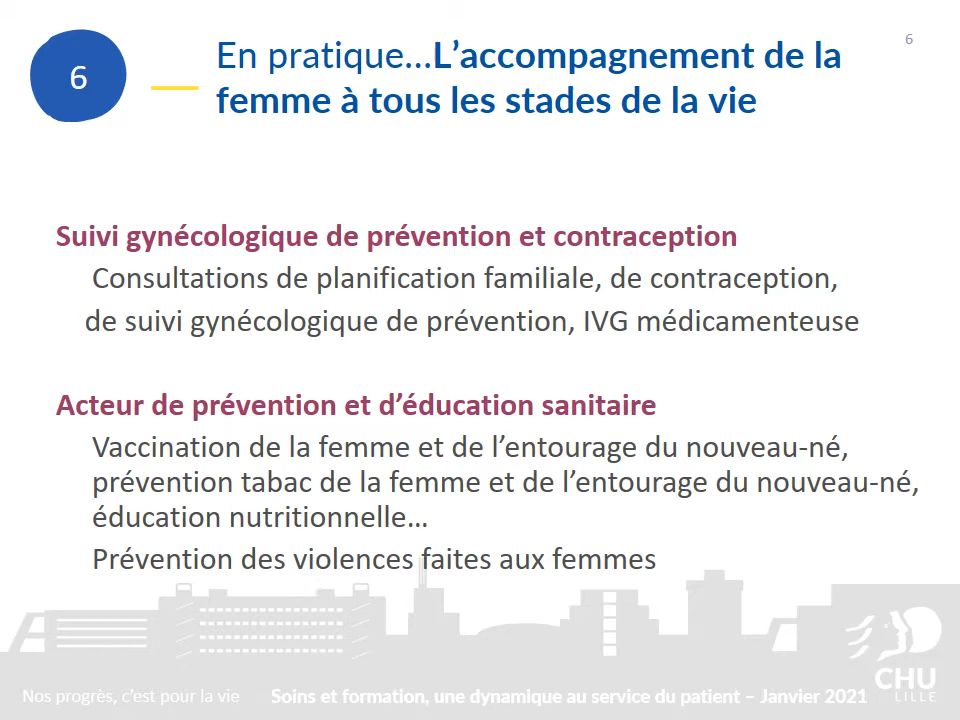 6
6
En pratique…L’accompagnement de la
femme à tous les stades de la vie
Suivi gynécologique de prévention et contraception
Consultations de planification familiale, de contraception,
de suivi gynécologique de prévention, IVG médicamenteuse
Acteur de prévention et d’éducation sanitaire
Vaccination de la femme et de l’entourage du nouveau-né,
prévention tabac de la femme et de l’entourage du nouveau-né,
éducation nutritionnelle…
Prévention des violences faites aux femmes
Nos progrès, c’est pour la vie
Soins et formation, une dynamique au service du patient – Janvier 2021
CHU
LILLE